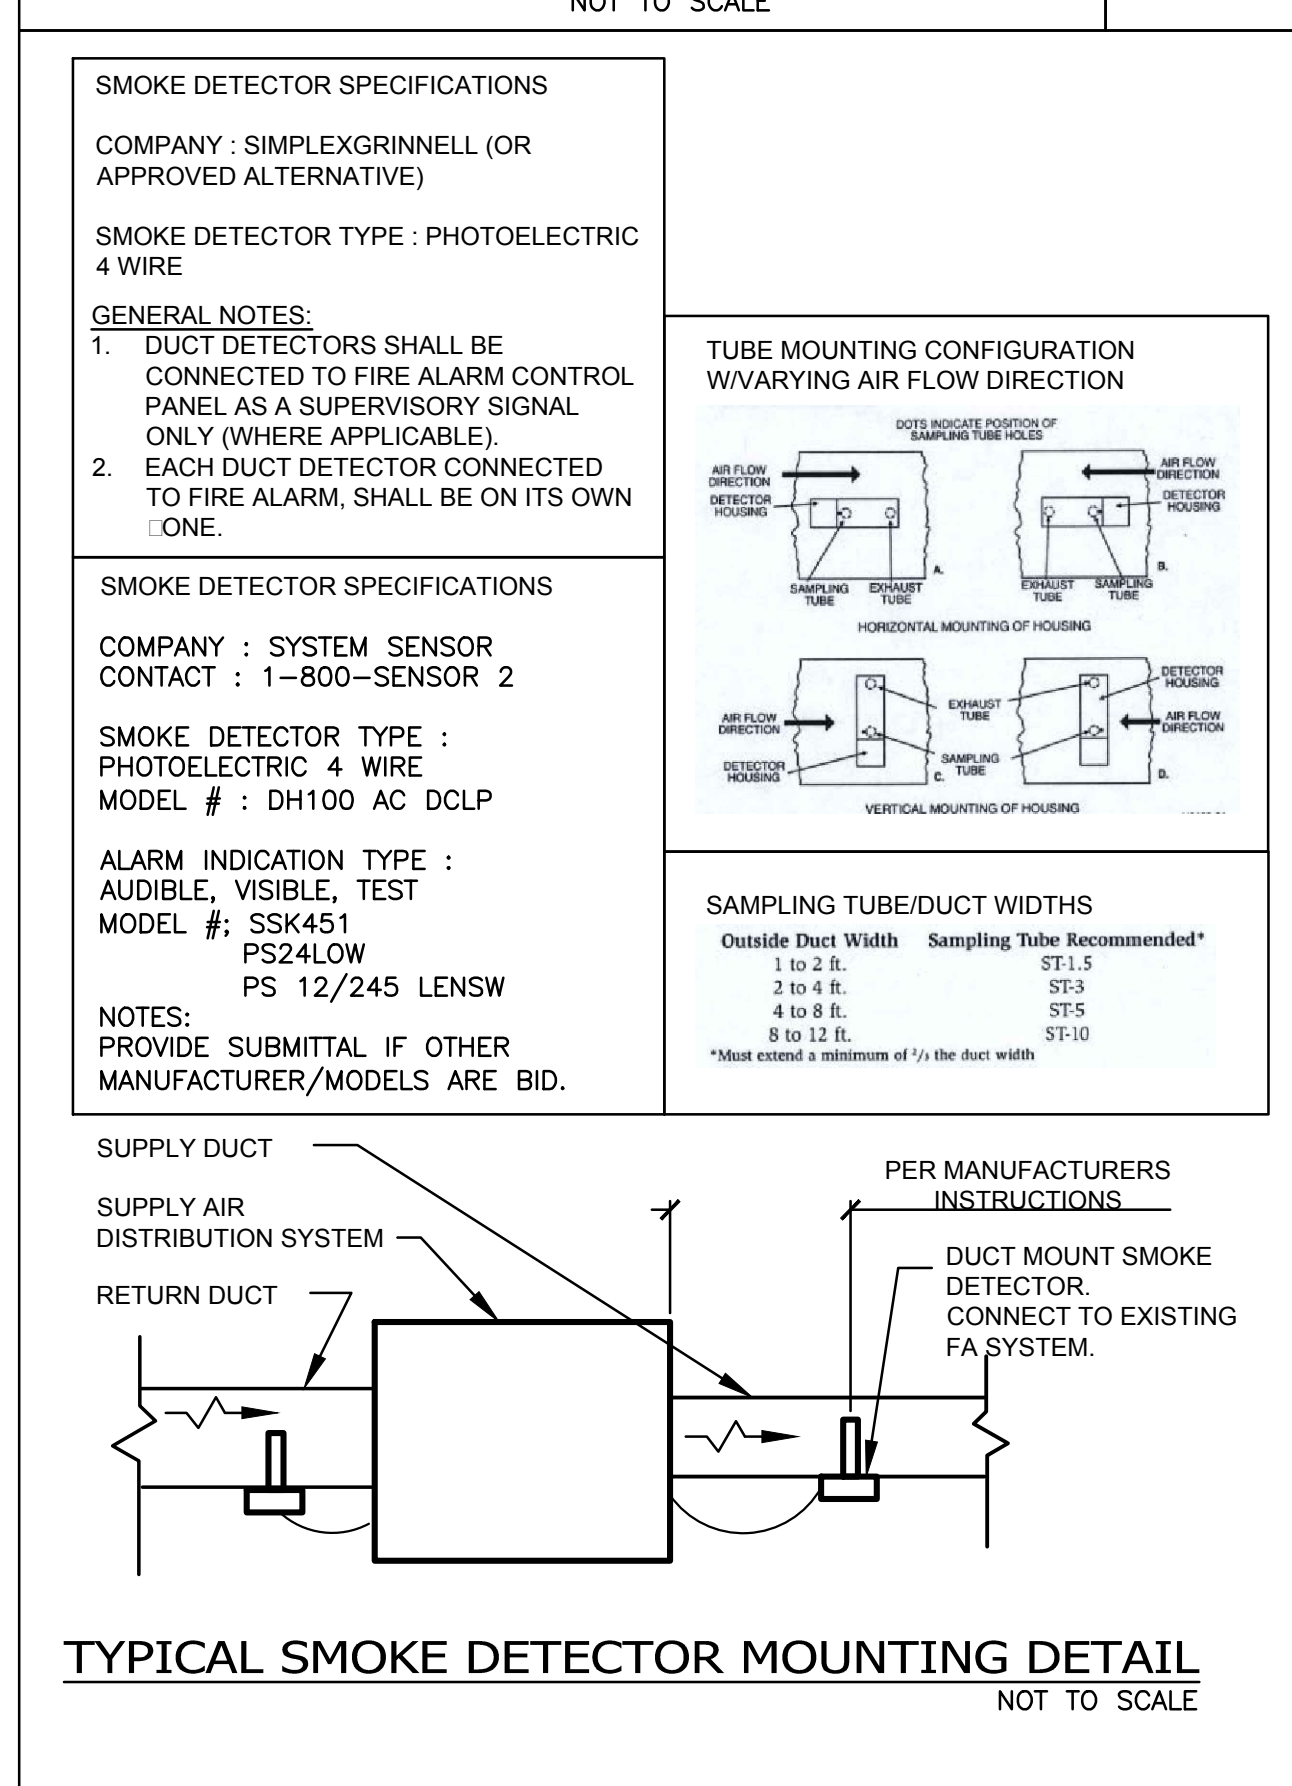 NOT TO SCALE
SMOKE DETECTOR SPECIFICATIONS
COMPANY : SIMPLEXGRINNELL (OR
APPROVED ALTERNATIVE)
SMOKE DETECTOR TYPE : PHOTOELECTRIC
4 WIRE
GENERAL NOTES:
1. DUCT DETECTORS SHALL BE
CONNECTED TO FIRE ALARM CONTROL
PANEL AS A SUPERVISORY SIGNAL
ONLY (WHERE APPLICABLE).
2. EACH DUCT DETECTOR CONNECTED
TO FIRE ALARM, SHALL BE ON ITS OWN
□ONE.
SMOKE DETECTOR SPECIFICATIONS
COMPANY : SYSTEM SENSOR
CONTACT : 1-800-SENSOR 2
SMOKE DETECTOR TYPE :
PHOTOELECTRIC 4 WIRE
MODEL # : DH100 AC DCLP
ALARM INDICATION TYPE :
AUDIBLE, VISIBLE, TEST
MODEL #; SSK451
PS24LOW
PS 12/245 LENSW
NOTES:
PROVIDE SUBMITTAL IF OTHER
MANUFACTURER/MODELS ARE BID.
TUBE MOUNTING CONFIGURATION
W/VARYING AIR FLOW DIRECTION
DOTS INDICATE POSITION OF
SAMPLING TUBE HOLES
AIR FLOW
DIRECTION
DETECTOR
HOUSING
SAMPLING
TUBE
EXHAUST
TUBE
A.
AIR FLOW
DIRECTION
DETECTOR
HOUSING
EXHAUST
TUBE
SAMPLING
TUBE
B.
HORIZONTAL MOUNTING OF HOUSING
AIR FLOW
DIRECTION
DETECTOR
HOUSING
C.
EXHAUST
TUBE
SAMPLING
TUBE
DETECTOR
HOUSING
AIR FLOW
DIRECTION
D.
VERTICAL MOUNTING OF HOUSING
SAMPLING TUBE/DUCT WIDTHS
Outside Duct Width Sampling Tube Recommended*
1 to 2 ft. ST-1.5
2 to 4 ft. ST-3
4 to 8 ft. ST-5
8 to 12 ft. ST-10
*Must extend a minimum of 2/3 the duct width
SUPPLY DUCT
SUPPLY AIR
DISTRIBUTION SYSTEM
RETURN DUCT
PER MANUFACTURERS
INSTRUCTIONS
DUCT MOUNT SMOKE
DETECTOR.
CONNECT TO EXISTING
FA SYSTEM.
TYPICAL SMOKE DETECTOR MOUNTING DETAIL
NOT TO SCALE